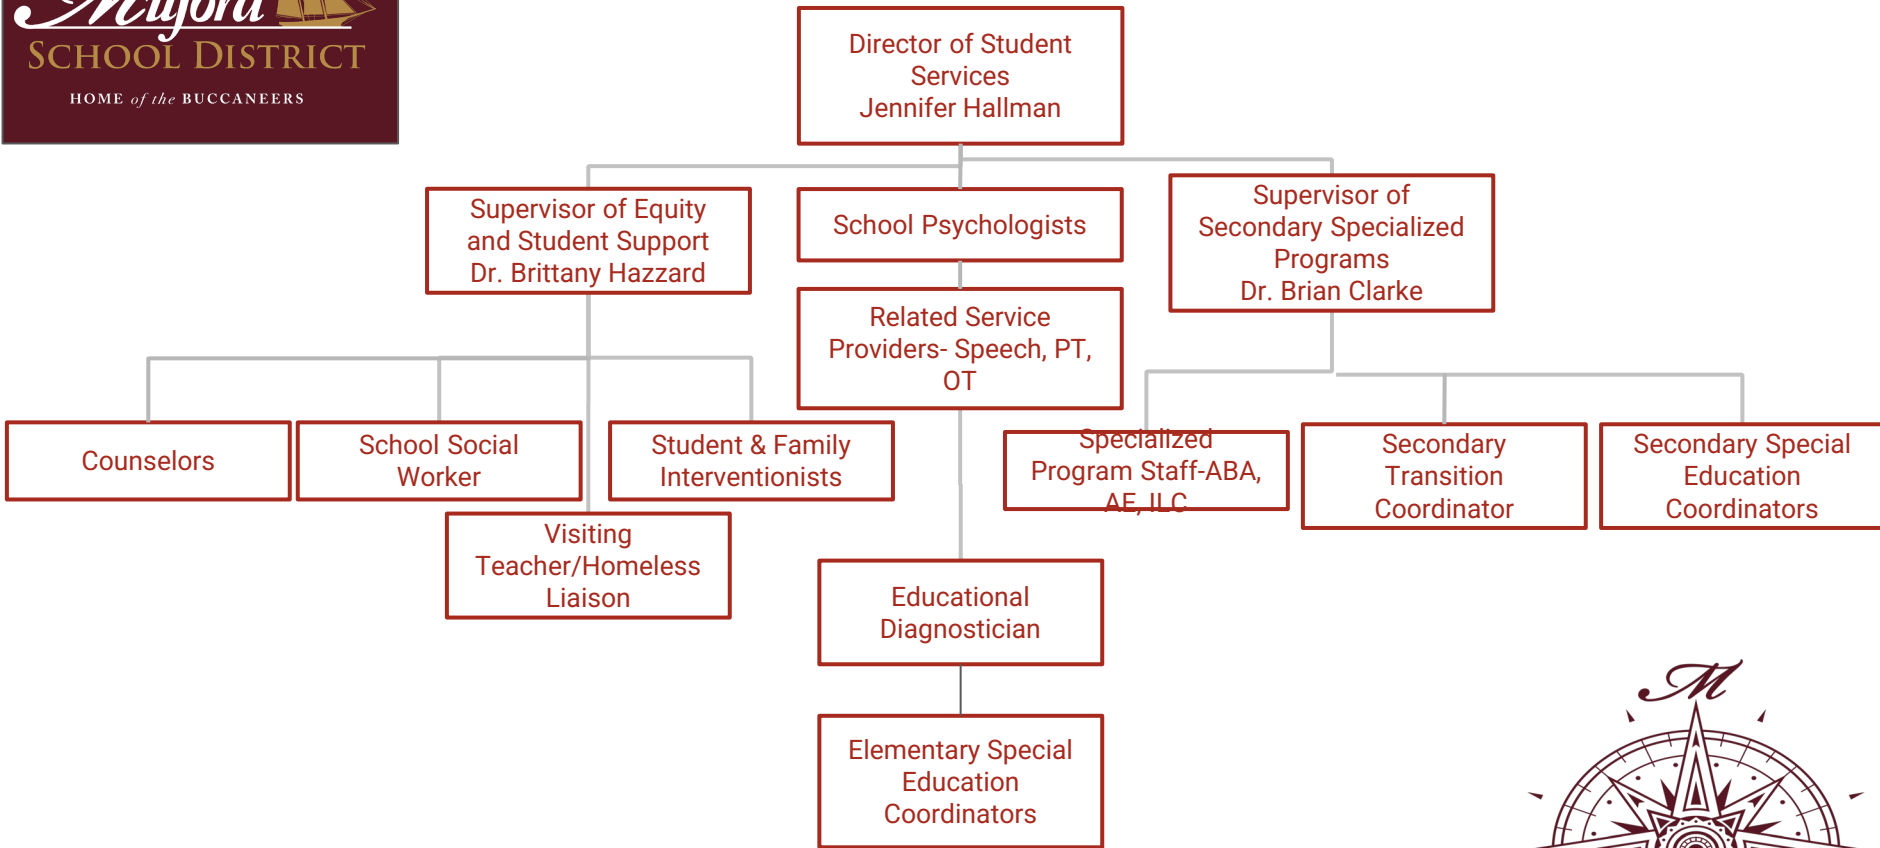 Milford
SCHOOL DISTRICT
HOME of the BUCCANEERS
Director of Student
Services
Jennifer Hallman
Supervisor of Equity
and Student Support
Dr. Brittany Hazzard
School Psychologists
Supervisor of
Secondary Specialized
Programs
Dr. Brian Clarke
Related Service
Providers- Speech, PT,
OT
Counselors
School Social
Worker
Student & Family
Interventionists
Visiting
Teacher/Homeless
Liaison
Specialized
Program Staff-ABA,
AE, ILC
Secondary
Transition
Coordinator
Secondary Special
Education
Coordinators
Educational
Diagnostician
Elementary Special
Education
Coordinators
M